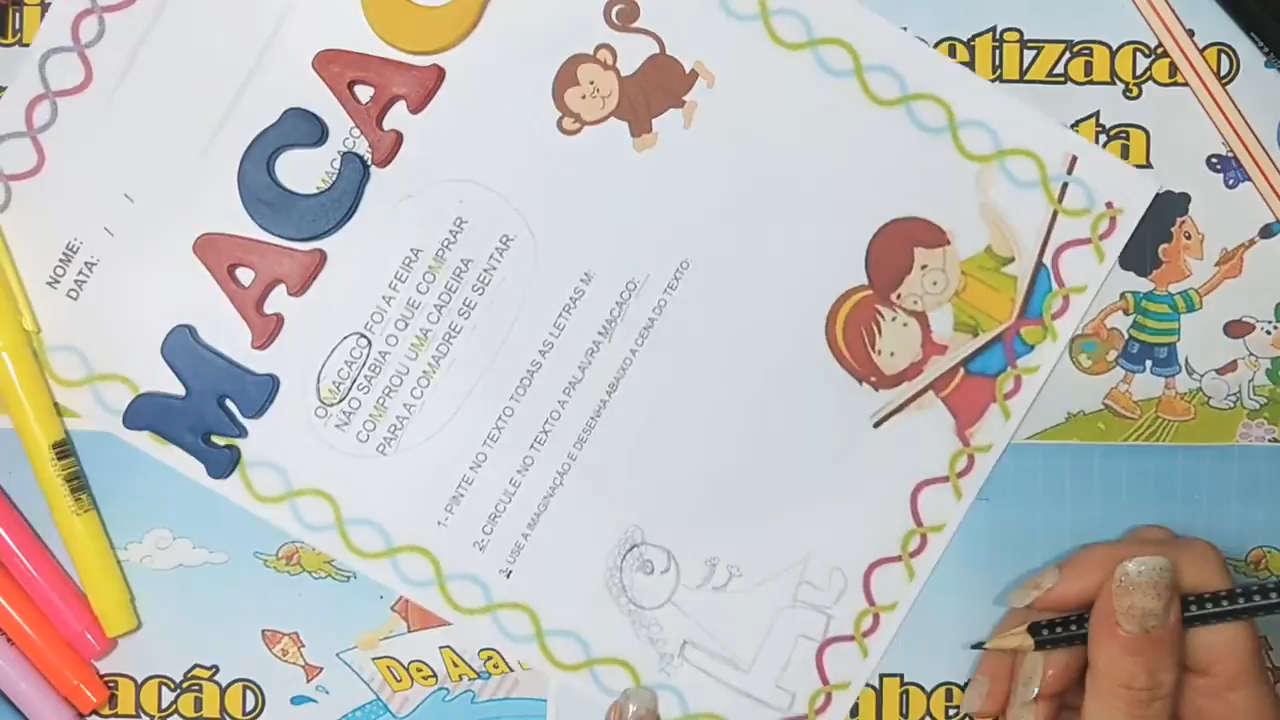 MACAC
NOME:
DATA: / /
MACACO
O MACACO FOI A FEIRA
NÃO SABIA O QUE COMPRAR
COMPROU UMA CADEIRA
PARA A COMADRE SE SENTAR.
1- PINTE NO TEXTO TODAS AS LETRAS M:
2- CIRCULE NO TEXTO A PALAVRA MACACO:
3- USE A IMAGINAÇÃO E DESENHA ABAIXO A CENA DO TEXTO:
betização
ta
De A.a
ação
abe